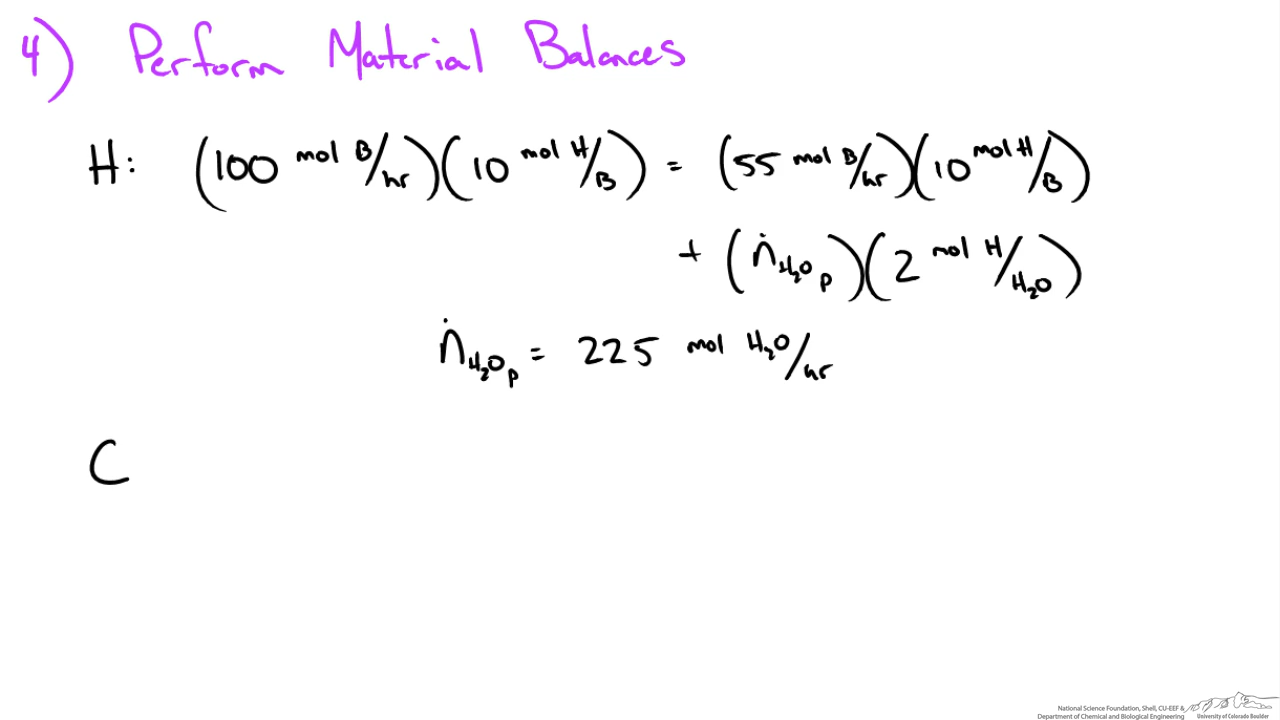 4) Perform Material Balances
H: (100 mol B/hr)(10 mol H/B) = (55 mol B/hr)(10 mol H/B)
+ (ṅH₂Op)(2 mol H/H₂O)
ṅH₂Op = 225 mol H₂O/hr
C
National Science Foundation, Shell, CU-EEF &
Department of Chemical and Biological Engineering
University of Colorado Boulder